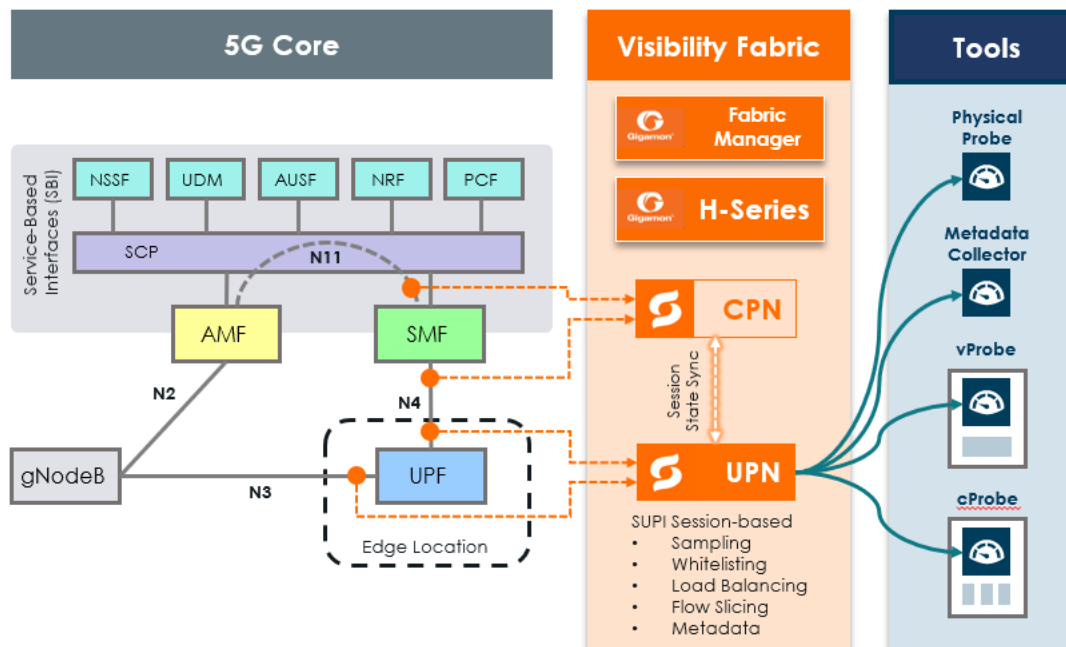 5G Core
Service-Based
Interfaces (SBI)
NSSF
UDM
AUSF
NRF
PCF
SCP
N11
AMF
SMF
N2
N4
gNodeB
N3
UPF
Edge Location
Visibility Fabric
Gigamon®
Fabric
Manager
Gigamon®
H-Series
CPN
Session
State Sync
UPN
SUPI Session-based
• Sampling
• Whitelisting
• Load Balancing
• Flow Slicing
• Metadata
Tools
Physical
Probe
Metadata
Collector
vProbe
cProbe